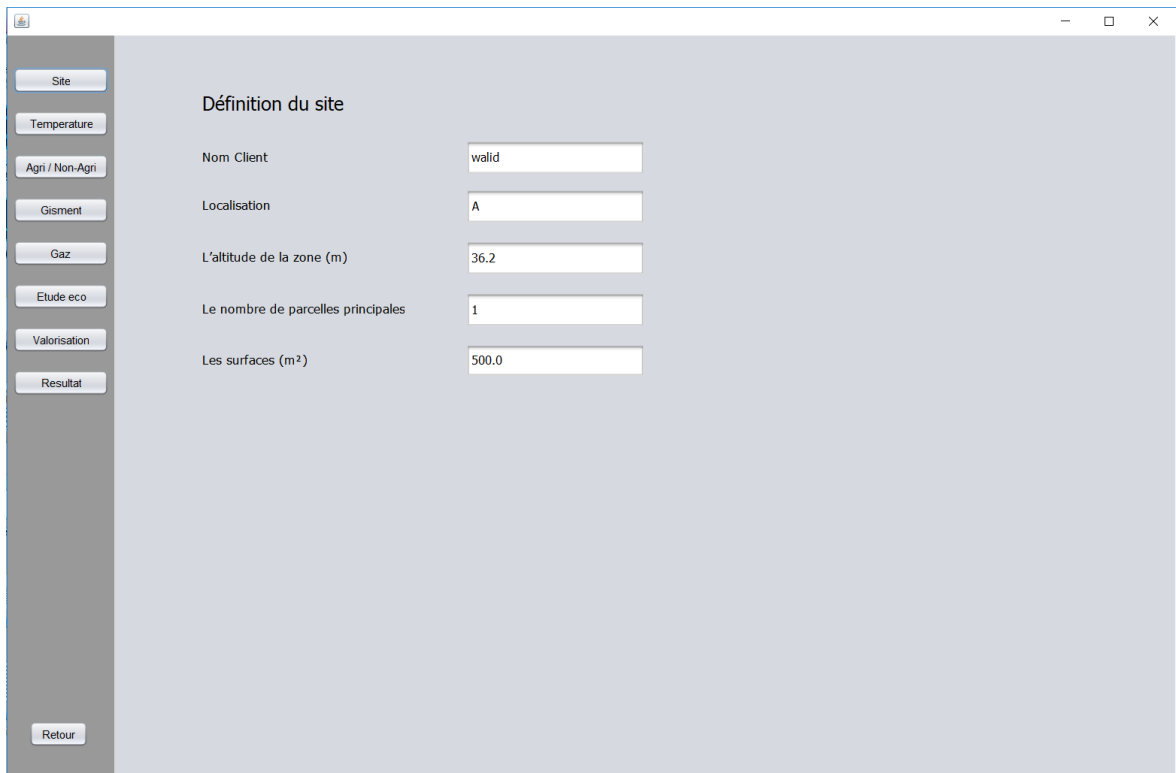 Site
Temperature
Agri / Non-Agri
Gisment
Gaz
Etude eco
Valorisation
Resultat
Retour
Définition du site
Nom Client walid
Localisation A
L'altitude de la zone (m) 36.2
Le nombre de parcelles principales 1
Les surfaces (m²) 500.0